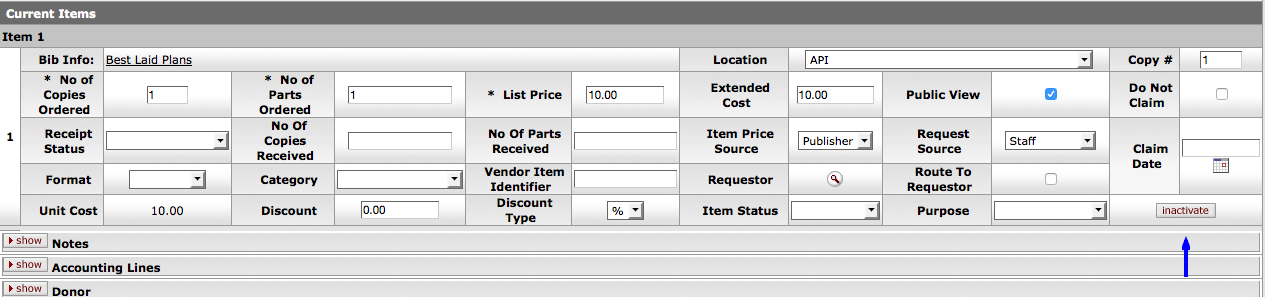 Current Items
Item 1
1
Bib Info: Best Laid Plans Location API Copy # 1
* No of Copies Ordered 1 * No of Parts Ordered 1 * List Price 10.00 Extended Cost 10.00 Public View Do Not Claim
Receipt Status No Of Copies Received No Of Parts Received Item Price Source Publisher Request Source Staff Claim Date
Format Category Vendor Item Identifier Requestor Route To Requestor
Unit Cost 10.00 Discount 0.00 Discount Type % Item Status Purpose inactivate
show Notes
show Accounting Lines
show Donor